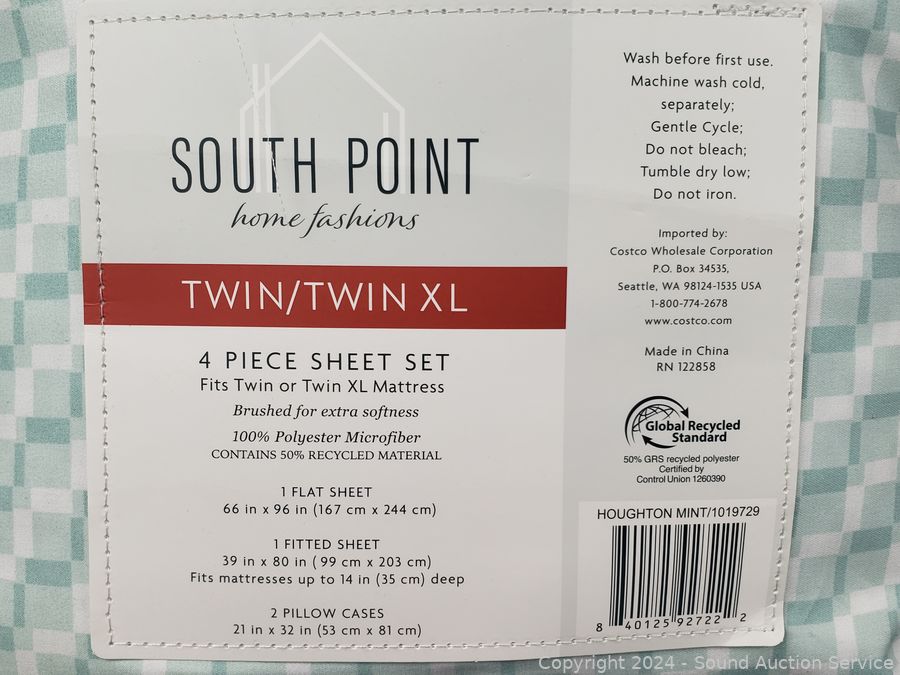 SOUTH POINT
home fashions
TWIN/TWIN XL
4 PIECE SHEET SET
Fits Twin or Twin XL Mattress
Brushed for extra softness
100% Polyester Microfiber
CONTAINS 50% RECYCLED MATERIAL
1 FLAT SHEET
66 in x 96 in (167 cm x 244 cm)
1 FITTED SHEET
39 in x 80 in ( 99 cm x 203 cm)
Fits mattresses up to 14 in (35 cm) deep
2 PILLOW CASES
21 in x 32 in (53 cm x 81 cm)
Wash before first use.
Machine wash cold,
separately;
Gentle Cycle;
Do not bleach;
Tumble dry low;
Do not iron.
Imported by:
Costco Wholesale Corporation
P.O. Box 34535,
Seattle, WA 98124-1535 USA
1-800-774-2678
www.costco.com
Made in China
RN 122858
Global Recycled
Standard
50% GRS recycled polyester
Certified by
Control Union 1260390
HOUGHTON MINT/1019729
8 40125 92722 2
Copyright 2024 - Sound Auction Service